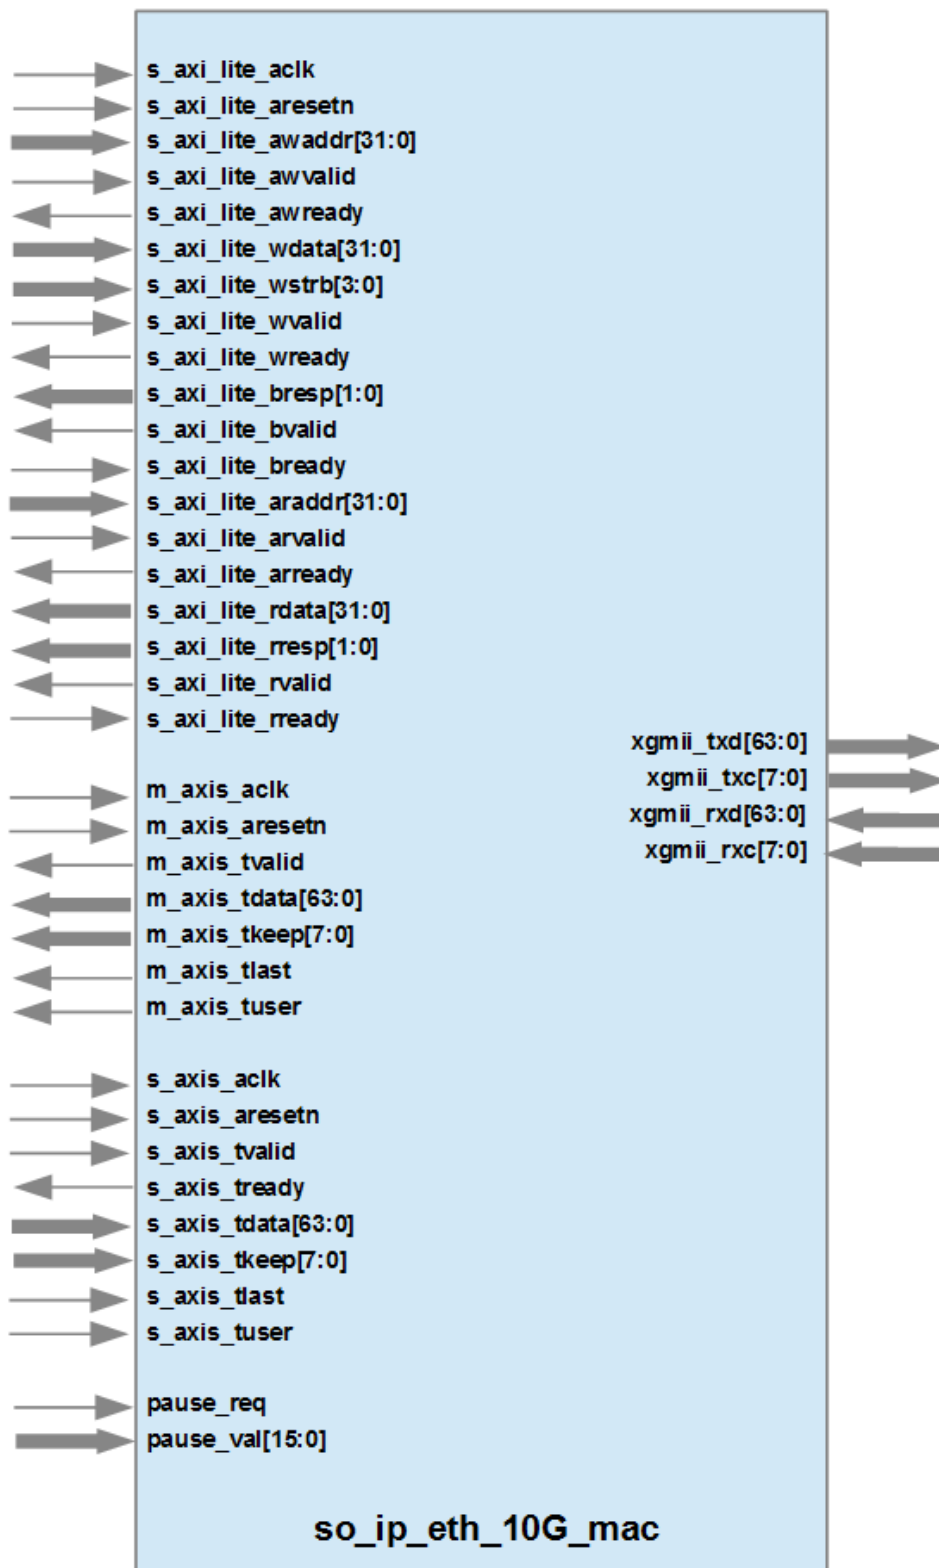 s_axi_lite_aclk
s_axi_lite_aresetn
s_axi_lite_awaddr[31:0]
s_axi_lite_awvalid
s_axi_lite_awready
s_axi_lite_wdata[31:0]
s_axi_lite_wstrb[3:0]
s_axi_lite_wvalid
s_axi_lite_wready
s_axi_lite_bresp[1:0]
s_axi_lite_bvalid
s_axi_lite_bready
s_axi_lite_araddr[31:0]
s_axi_lite_arvalid
s_axi_lite_arready
s_axi_lite_rdata[31:0]
s_axi_lite_rresp[1:0]
s_axi_lite_rvalid
s_axi_lite_rready
m_axis_aclk
m_axis_aresetn
m_axis_tvalid
m_axis_tdata[63:0]
m_axis_tkeep[7:0]
m_axis_tlast
m_axis_tuser
s_axis_aclk
s_axis_aresetn
s_axis_tvalid
s_axis_tready
s_axis_tdata[63:0]
s_axis_tkeep[7:0]
s_axis_tlast
s_axis_tuser
pause_req
pause_val[15:0]
xgmii_txd[63:0]
xgmii_txc[7:0]
xgmii_rxd[63:0]
xgmii_rxc[7:0]
so_ip_eth_10G_mac